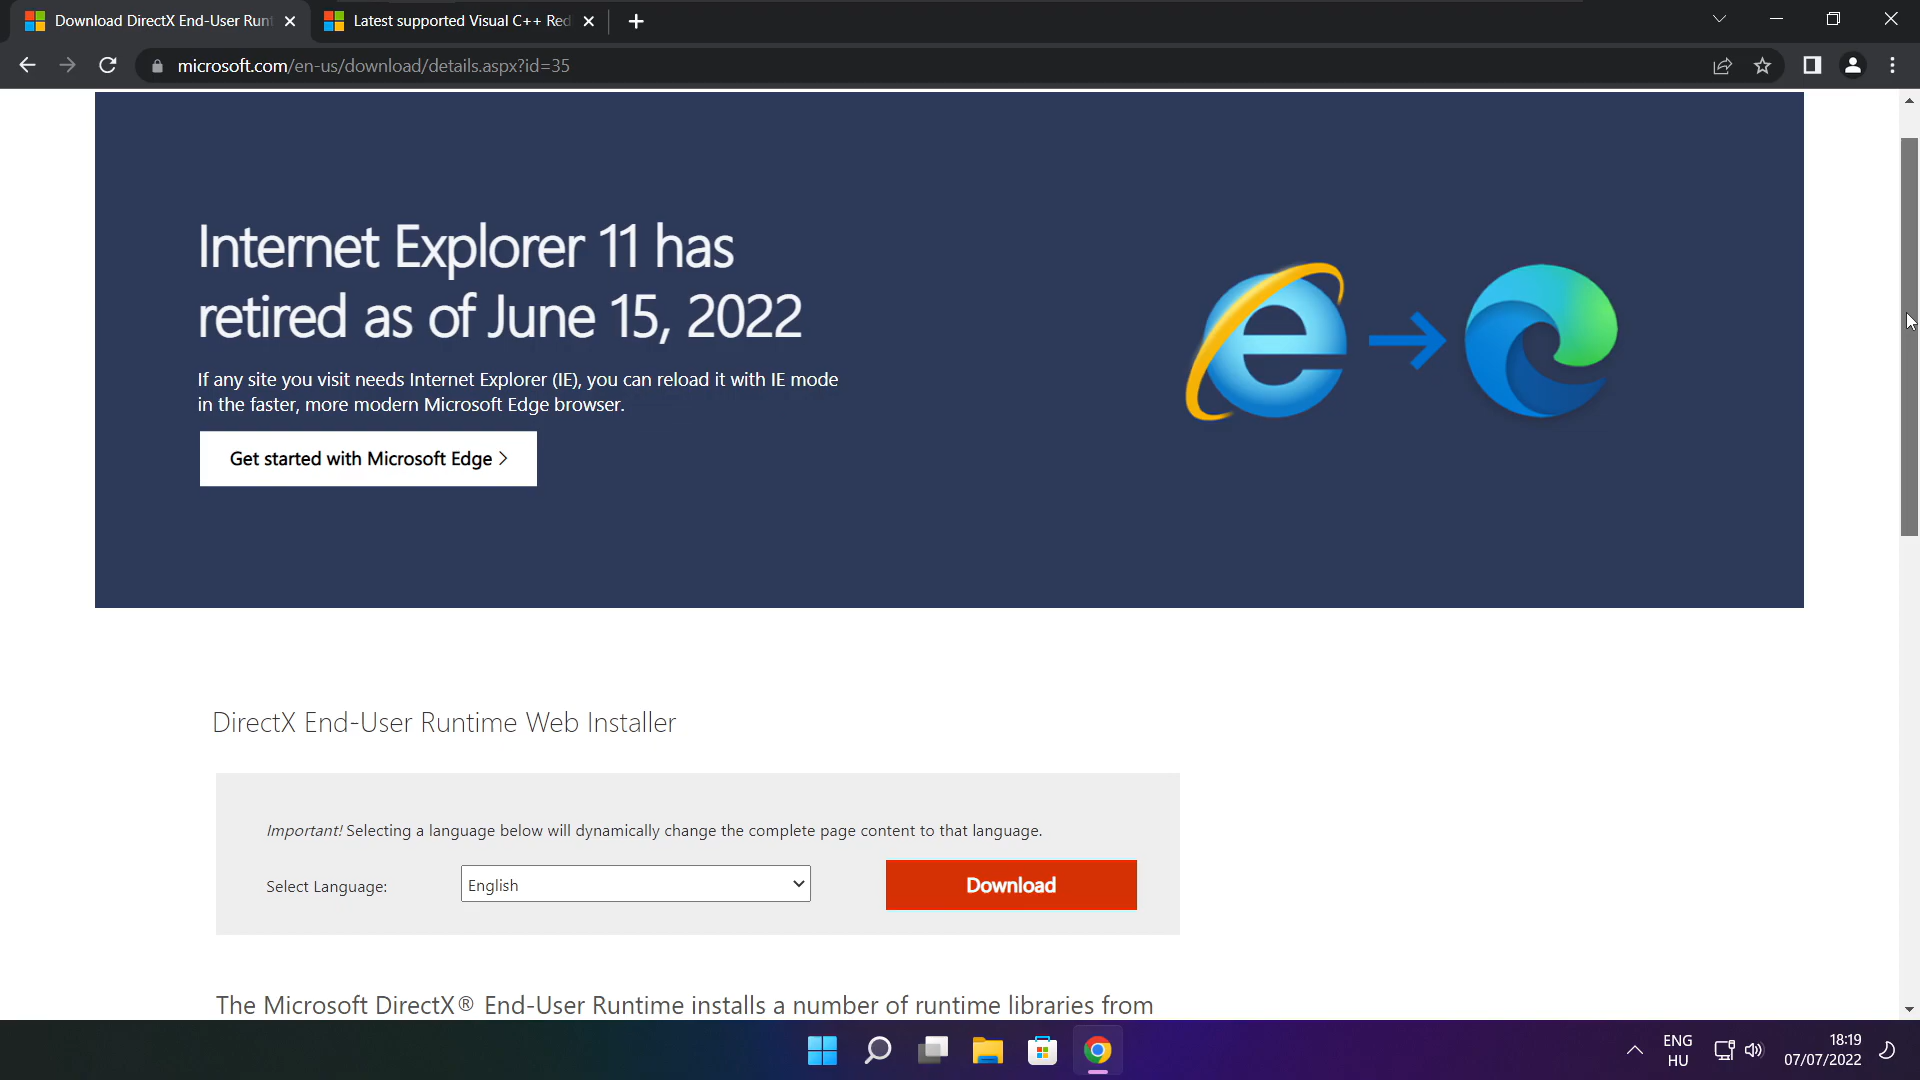 Download DirectX End-User Runt
Latest supported Visual C++ Red
microsoft.com/en-us/download/details.aspx?id=35
Internet Explorer 11 has
retired as of June 15, 2022
If any site you visit needs Internet Explorer (IE), you can reload it with IE mode
in the faster, more modern Microsoft Edge browser.
Get started with Microsoft Edge >
DirectX End-User Runtime Web Installer
Important! Selecting a language below will dynamically change the complete page content to that language.
Select Language:
English
Download
The Microsoft DirectX® End-User Runtime installs a number of runtime libraries from
ENG
HU
18:19
07/07/2022